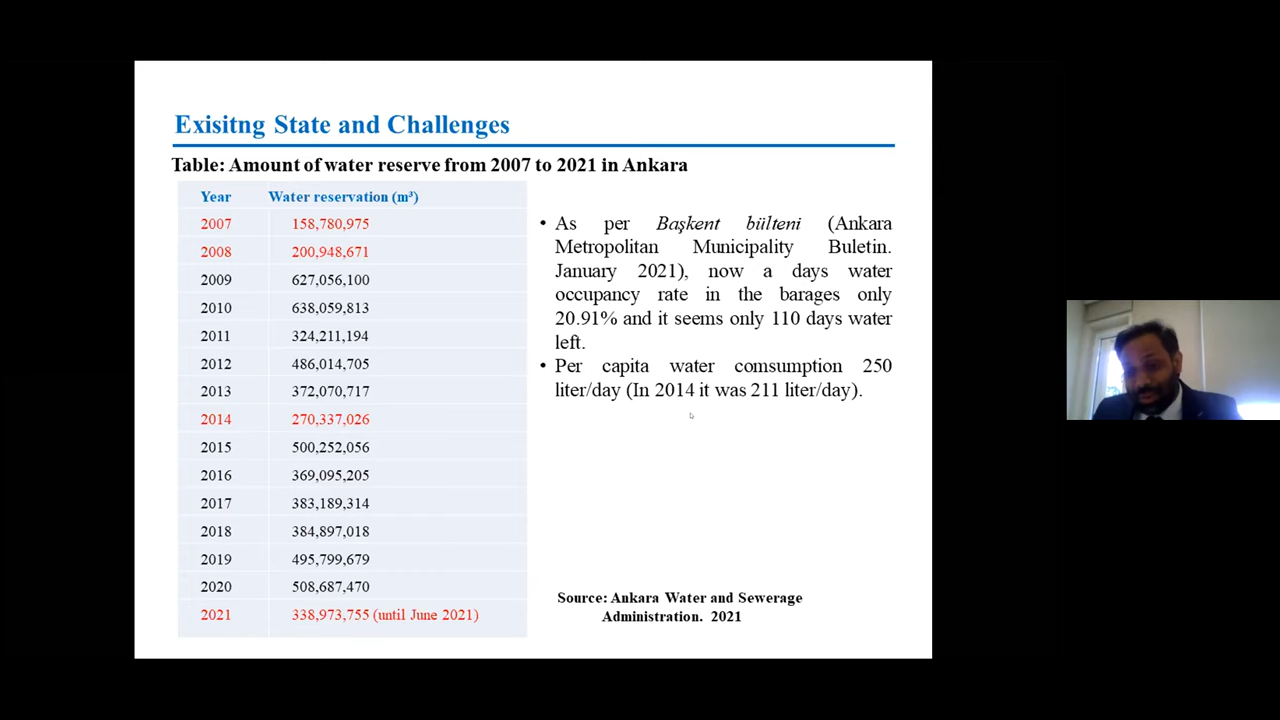 Exisitng State and Challenges
Table: Amount of water reserve from 2007 to 2021 in Ankara
Year Water reservation (m³)
2007 158,780,975
2008 200,948,671
2009 627,056,100
2010 638,059,813
2011 324,211,194
2012 486,014,705
2013 372,070,717
2014 270,337,026
2015 500,252,056
2016 369,095,205
2017 383,189,314
2018 384,897,018
2019 495,799,679
2020 508,687,470
2021 338,973,755 (until June 2021)
• As per Başkent bülteni (Ankara
Metropolitan Municipality Buletin.
January 2021), now a days water
occupancy rate in the barages only
20.91% and it seems only 110 days water
left.
• Per capita water comsumption 250
liter/day (In 2014 it was 211 liter/day).
Source: Ankara Water and Sewerage
Administration. 2021